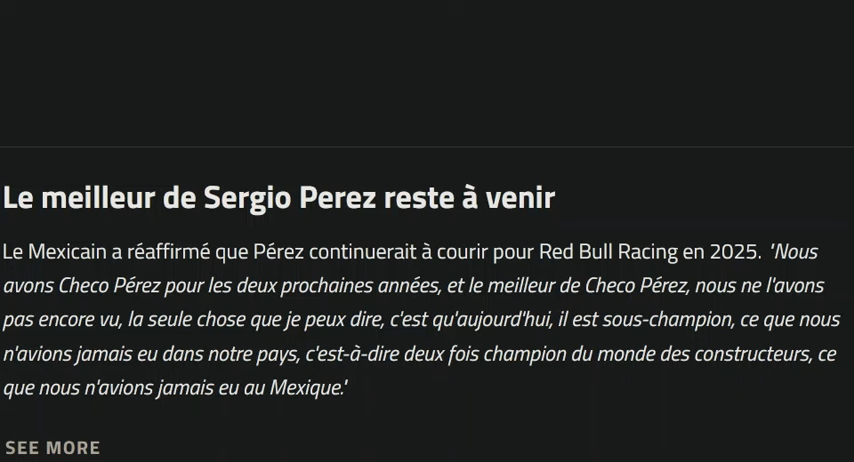 Le meilleur de Sergio Perez reste à venir
Le Mexicain a réaffirmé que Pérez continuerait à courir pour Red Bull Racing en 2025. "Nous
avons Checo Pérez pour les deux prochaines années, et le meilleur de Checo Pérez, nous ne l'avons
pas encore vu, la seule chose que je peux dire, c'est qu'aujourd'hui, il est sous-champion, ce que nous
n'avions jamais eu dans notre pays, c'est-à-dire deux fois champion du monde des constructeurs, ce
que nous n'avions jamais eu au Mexique."
SEE MORE